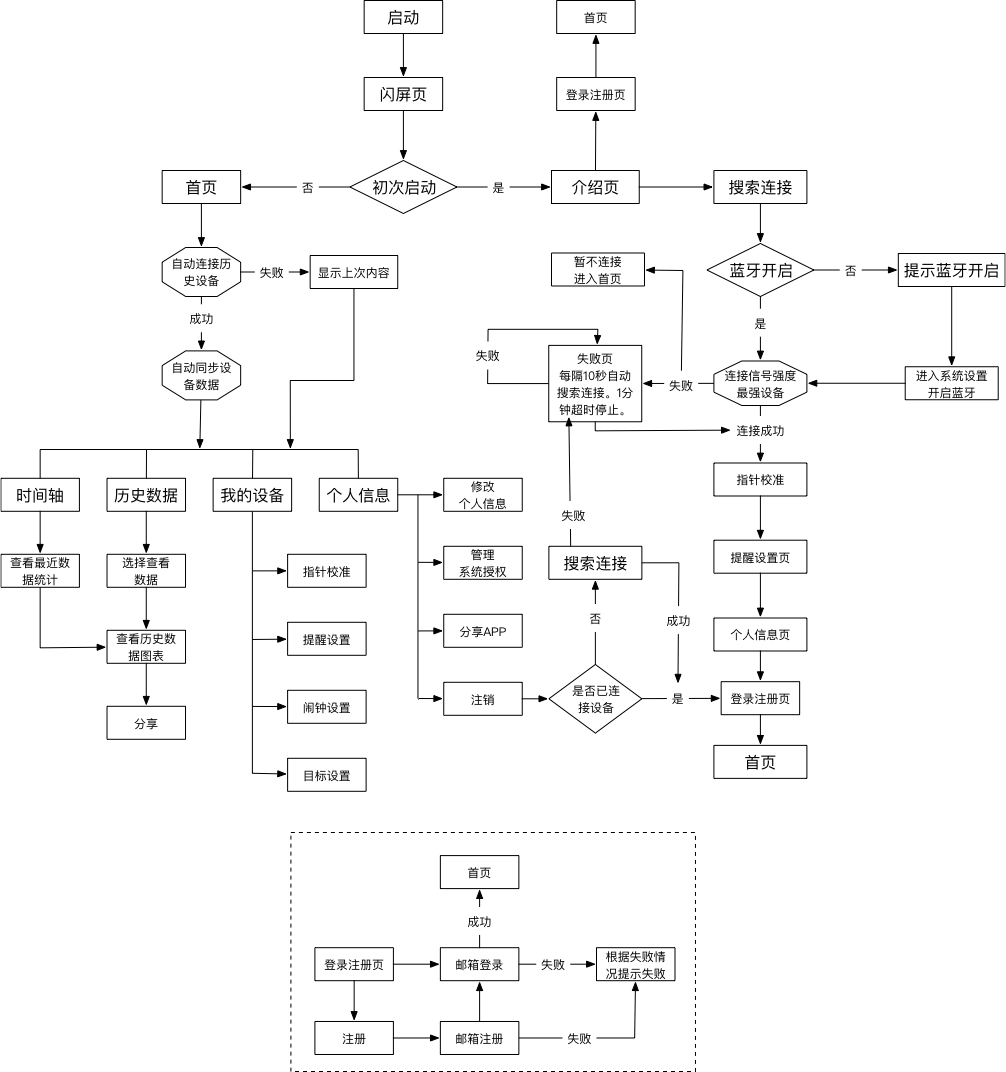 启动
首页
闪屏页
登录注册页
首页
否
初次启动
是
介绍页
搜索连接
自动连接历
史设备
失败
显示上次内容
暂不连接
进入首页
蓝牙开启
否
提示蓝牙开启
成功
是
自动同步设
备数据
失败
失败页
每隔10秒自动
搜索连接。1分
钟超时停止。
失败
连接信号强度
最强设备
进入系统设置
开启蓝牙
连接成功
时间轴
历史数据
我的设备
个人信息
修改
个人信息
指针校准
失败
查看最近数
据统计
选择查看
数据
指针校准
管理
系统授权
搜索连接
提醒设置页
查看历史数
据图表
提醒设置
分享APP
否
成功
个人信息页
分享
闹钟设置
注销
是否已连
接设备
是
登录注册页
目标设置
首页
首页
成功
登录注册页
邮箱登录
失败
根据失败情
况提示失败
注册
邮箱注册
失败